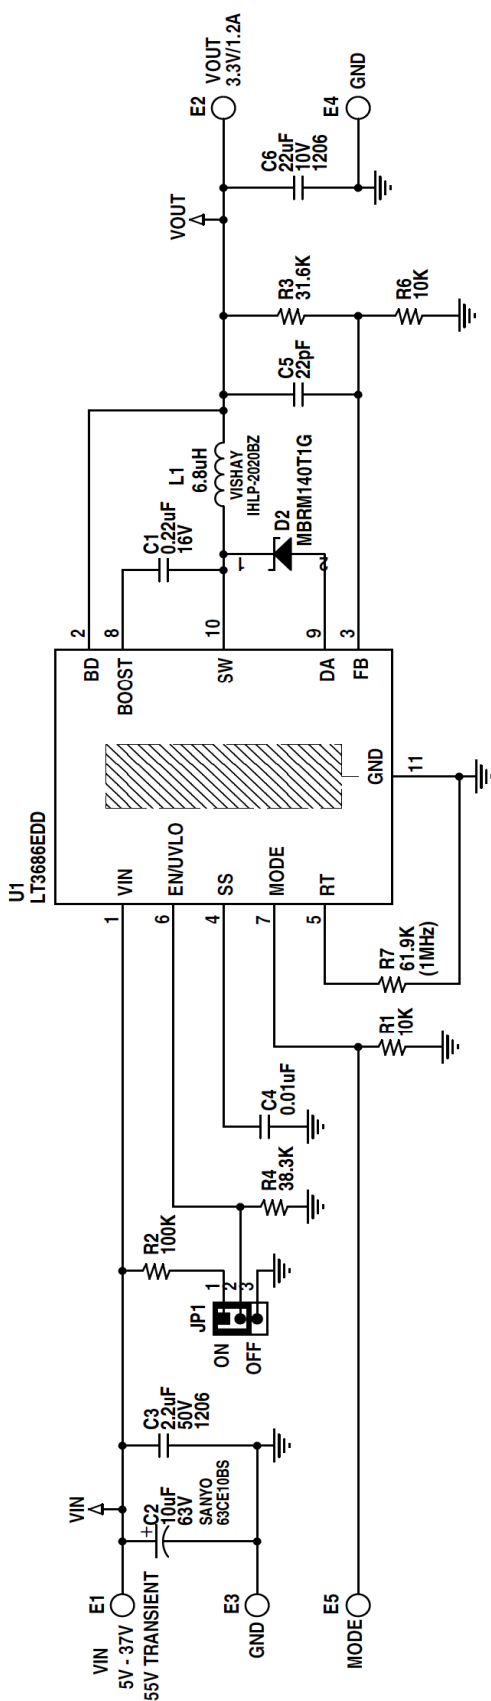 U1
LT3686EDD
VIN
5V - 37V
55V TRANSIENT
E1
VIN
+
C2
10uF
63V
SANYO
63CE10BS
C3
2.2uF
50V
1206
E3
GND
E5
MODE
JP1
ON
OFF
1
2
3
R2
100K
R4
38.3K
C4
0.01uF
R1
10K
R7
61.9K
(1MHz)
1
VIN
6
EN/UVLO
4
SS
7
MODE
5
RT
GND
11
BD
2
BOOST
8
SW
10
DA
9
FB
3
C1
0.22uF
16V
L1
6.8uH
VISHAY
IHLP-2020BZ
1
2
D2
MBRM140T1G
C5
22pF
R3
31.6K
R6
10K
VOUT
C6
22uF
10V
1206
E2
VOUT
3.3V/1.2A
E4
GND